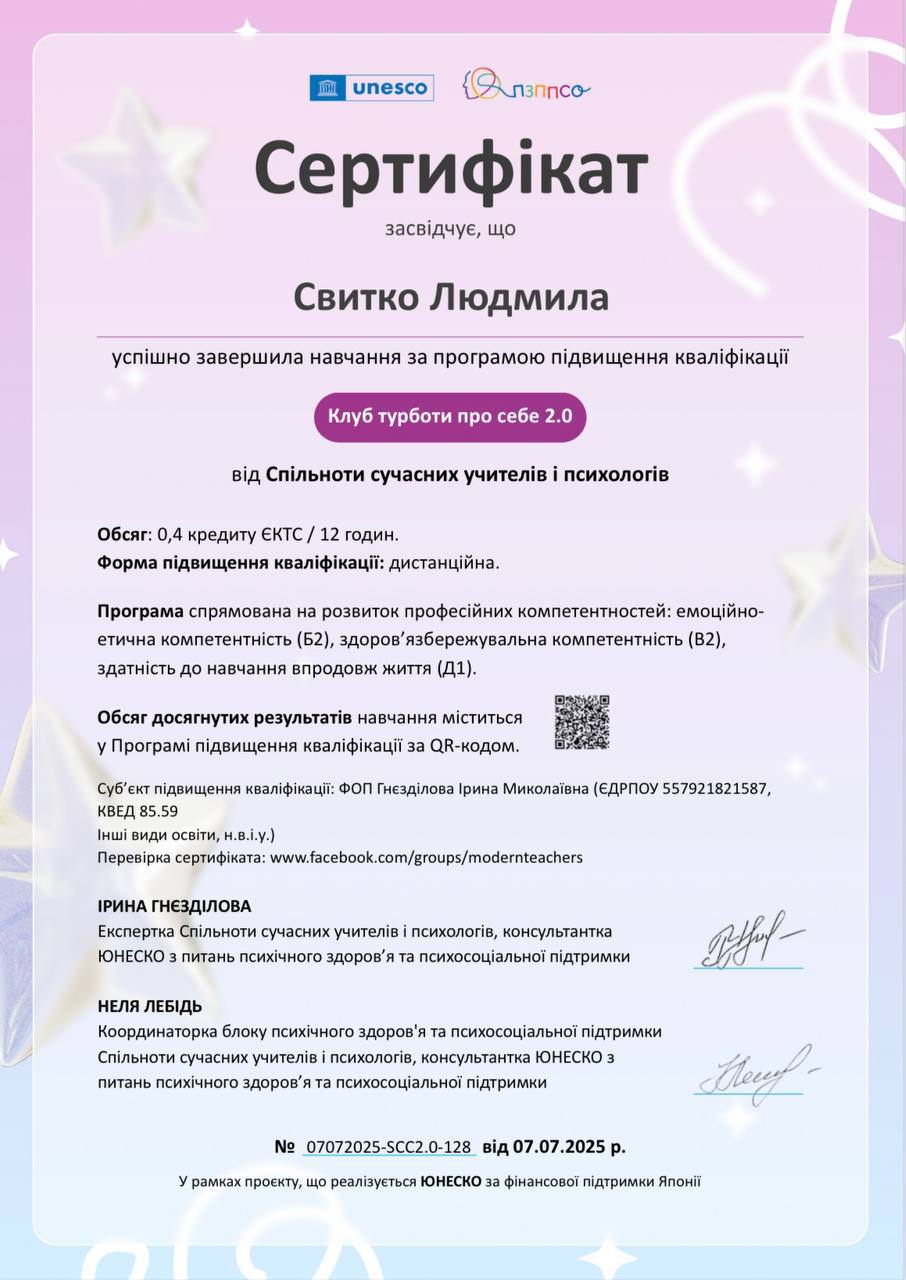 unesco
пзппсо
Сертифікат
засвідчує, що
Свитко Людмила
успішно завершила навчання за програмою підвищення кваліфікації
Клуб турботи про себе 2.0
від Спільноти сучасних учителів і психологів
Обсяг: 0,4 кредиту ЄКТС / 12 годин.
Форма підвищення кваліфікації: дистанційна.
Програма спрямована на розвиток професійних компетентностей: емоційно-
етична компетентність (Б2), здоров’язбережувальна компетентність (В2),
здатність до навчання впродовж життя (Д1).
Обсяг досягнутих результатів навчання міститься
у Програмі підвищення кваліфікації за QR-кодом.
Суб’єкт підвищення кваліфікації: ФОП Гнєзділова Ірина Миколаївна (ЄДРПОУ 557921821587,
КВЕД 85.59
Інші види освіти, н.в.і.у.)
Перевірка сертифіката: www.facebook.com/groups/modernteachers
ІРИНА ГНЄЗДІЛОВА
Експертка Спільноти сучасних учителів і психологів, консультантка
ЮНЕСКО з питань психічного здоров’я та психосоціальної підтримки
НЕЛЯ ЛЕБІДЬ
Координаторка блоку психічного здоров'я та психосоціальної підтримки
Спільноти сучасних учителів і психологів, консультантка ЮНЕСКО з
питань психічного здоров’я та психосоціальної підтримки
№ 07072025-SCC2.0-128 від 07.07.2025 р.
У рамках проєкту, що реалізується ЮНЕСКО за фінансової підтримки Японії